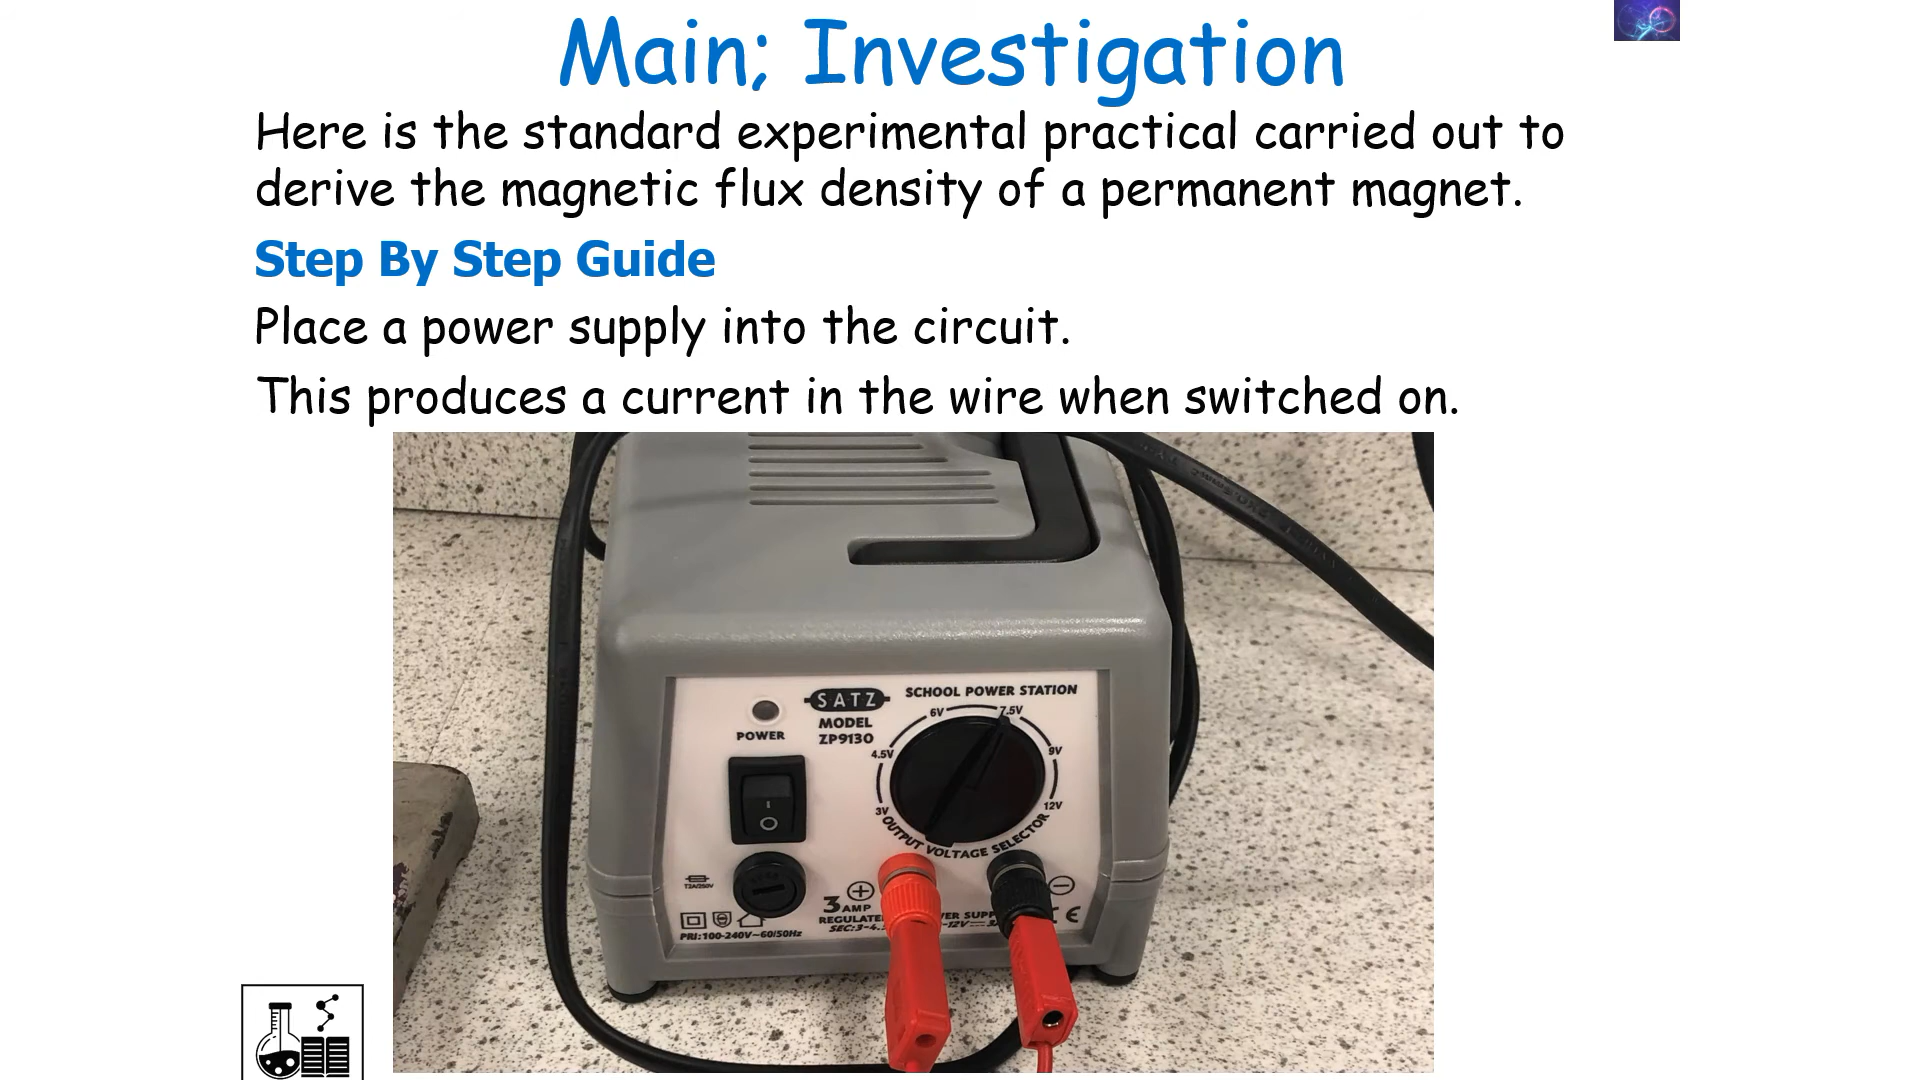 Main; Investigation
Here is the standard experimental practical carried out to
derive the magnetic flux density of a permanent magnet.
Step By Step Guide
Place a power supply into the circuit.
This produces a current in the wire when switched on.
SATZ
SCHOOL POWER STATION
MODEL
ZP9130
POWER
3V
4.5V
6V
7.5V
9V
12V
OUTPUT VOLTAGE SELECTOR
T2A/250V
3 AMP
PRI:100-240V~60/50Hz